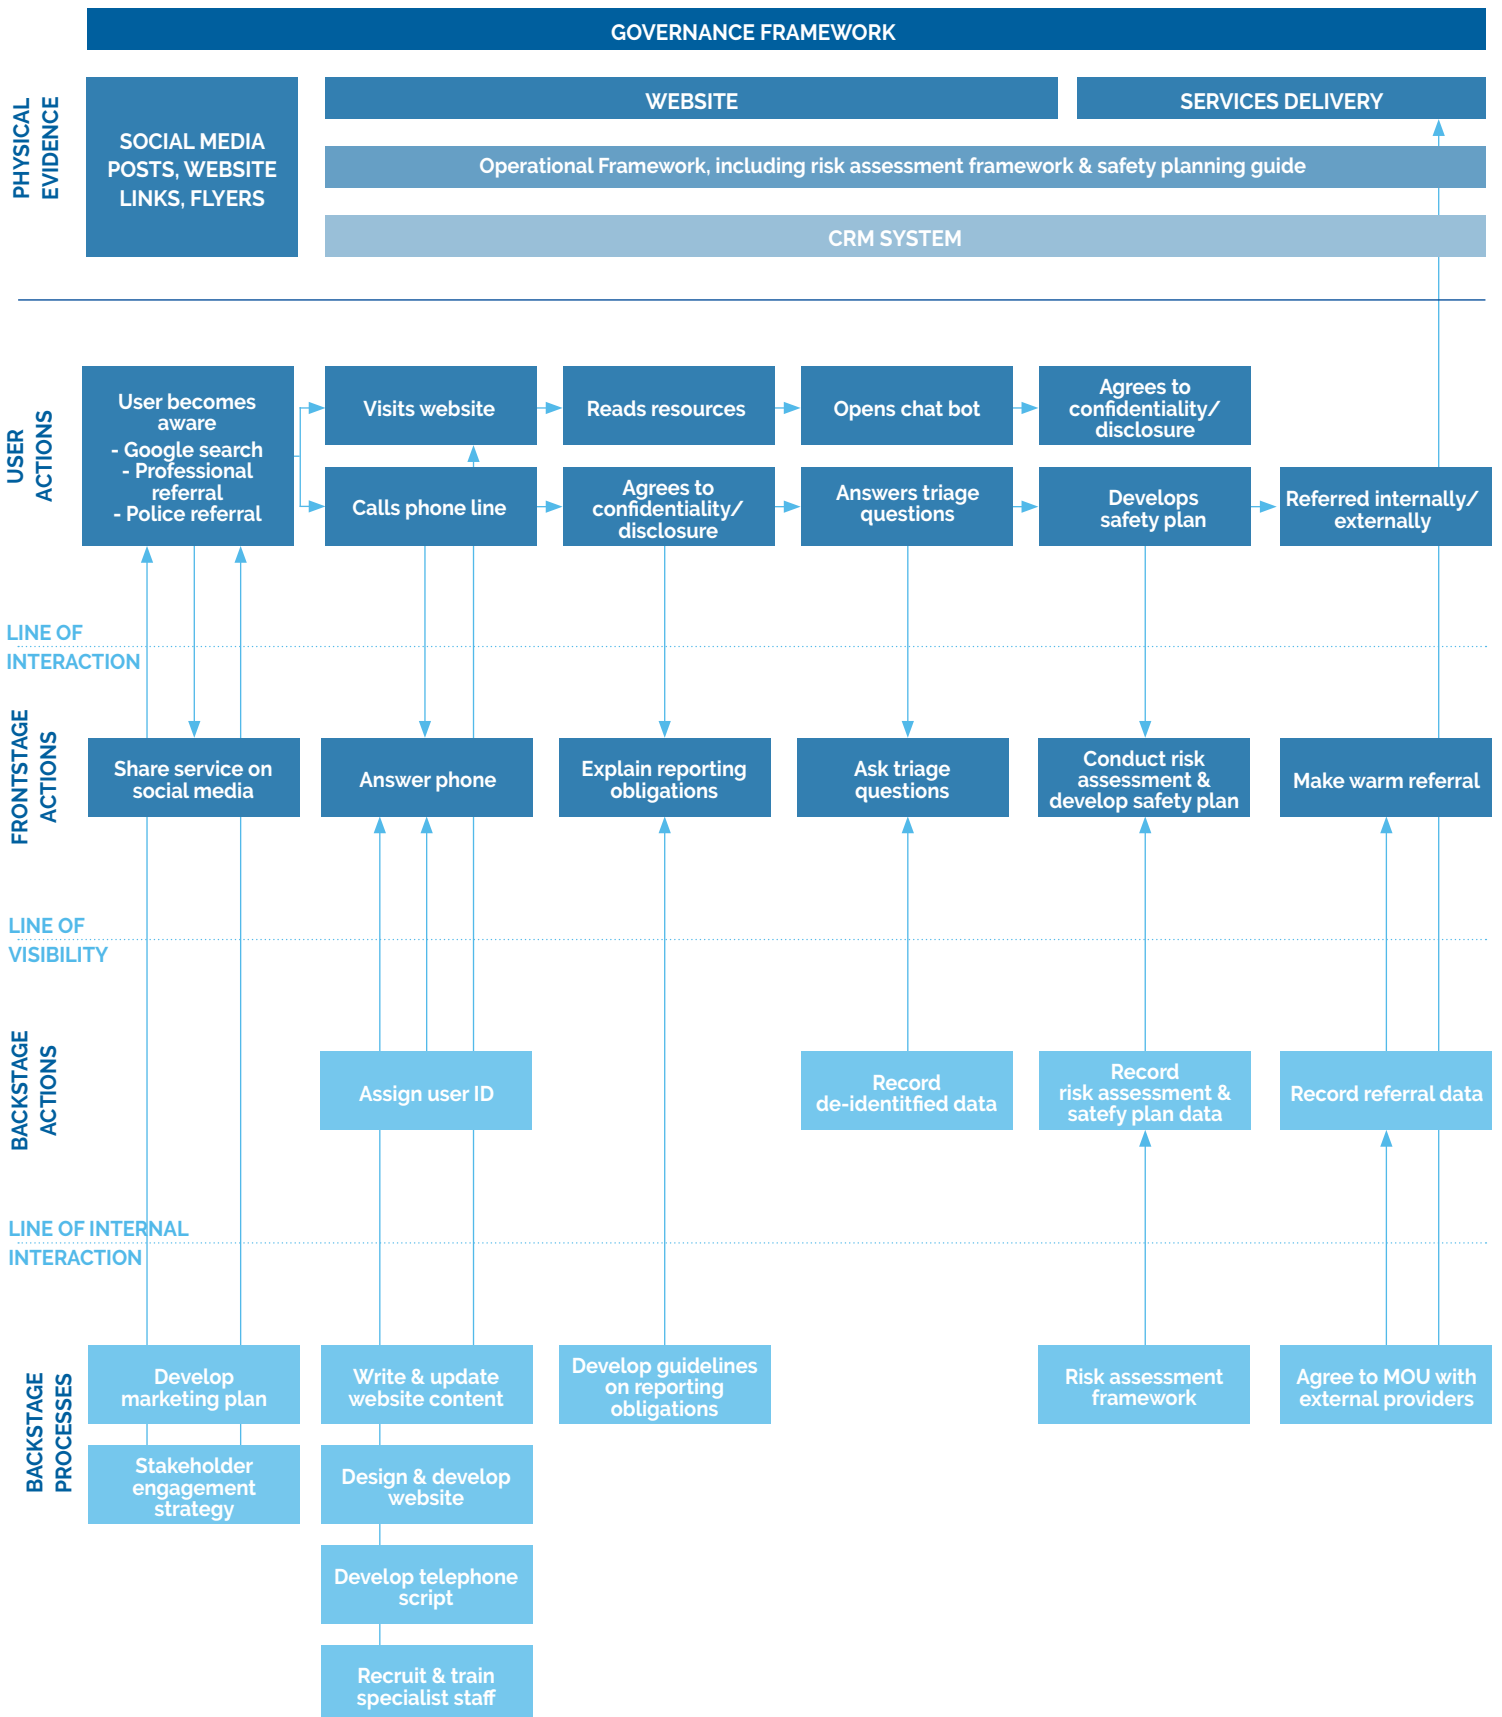 GOVERNANCE FRAMEWORK
PHYSICAL
EVIDENCE
SOCIAL MEDIA
POSTS, WEBSITE
LINKS, FLYERS
WEBSITE
SERVICES DELIVERY
Operational Framework, including risk assessment framework & safety planning guide
CRM SYSTEM
USER
ACTIONS
User becomes
aware
- Google search
- Professional
referral
- Police referral
Visits website
Reads resources
Opens chat bot
Agrees to
confidentiality/
disclosure
Calls phone line
Agrees to
confidentiality/
disclosure
Answers triage
questions
Develops
safety plan
Referred internally/
externally
LINE OF
INTERACTION
FRONTSTAGE
ACTIONS
Share service on
social media
Answer phone
Explain reporting
obligations
Ask triage
questions
Conduct risk
assessment &
develop safety plan
Make warm referral
LINE OF
VISIBILITY
BACKSTAGE
ACTIONS
Assign user ID
Record
de-identitfied data
Record
risk assessment &
satefy plan data
Record referral data
LINE OF INTERNAL
INTERACTION
BACKSTAGE
PROCESSES
Develop
marketing plan
Write & update
website content
Develop guidelines
on reporting
obligations
Risk assessment
framework
Agree to MOU with
external providers
Stakeholder
engagement
strategy
Design & develop
website
Develop telephone
script
Recruit & train
specialist staff